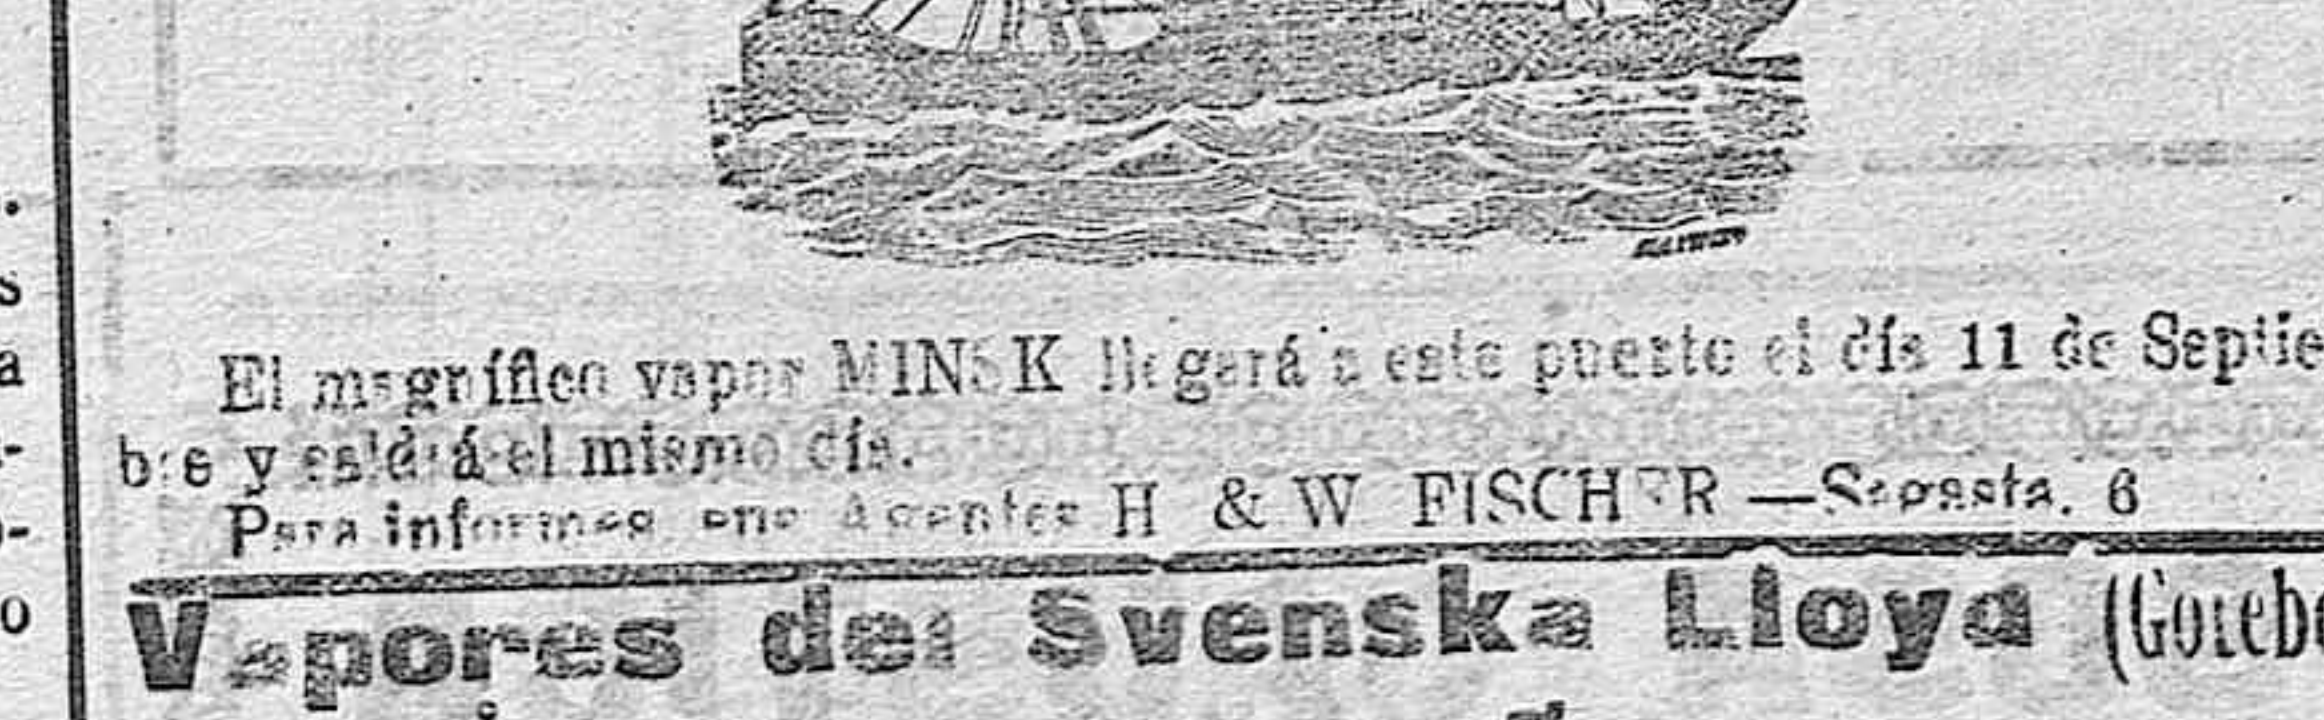 El magnífico vapor MINSK llegará a este puerto el día 11 de Septie
bre y saldrá el mismo día.
Para informes sus Agentes H & W FISCHER —Sagasta. 6
Vapores del Svenska Lloyd (Goteb